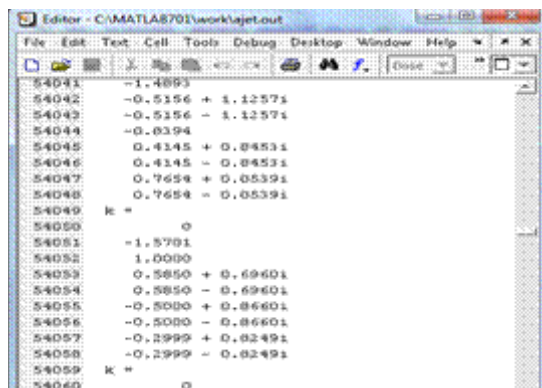 Editor - C:\MATLAB701\work\ajet.out
File Edit Text Cell Tools Debug Desktop Window Help
Base
54041 -1.4893
54042 -0.5156 + 1.1257i
54043 -0.5156 - 1.1257i
54044 -0.8394
54045 0.4145 + 0.8453i
54046 0.4145 - 0.8453i
54047 0.7654 + 0.0539i
54048 0.7654 - 0.0539i
54049 k =
54050 0
54051 -1.5701
54052 1.0000
54053 0.5850 + 0.6960i
54054 0.5850 - 0.6960i
54055 -0.5000 + 0.8660i
54056 -0.5000 - 0.8660i
54057 -0.2999 + 0.8249i
54058 -0.2999 - 0.8249i
54059 k =
54060 0